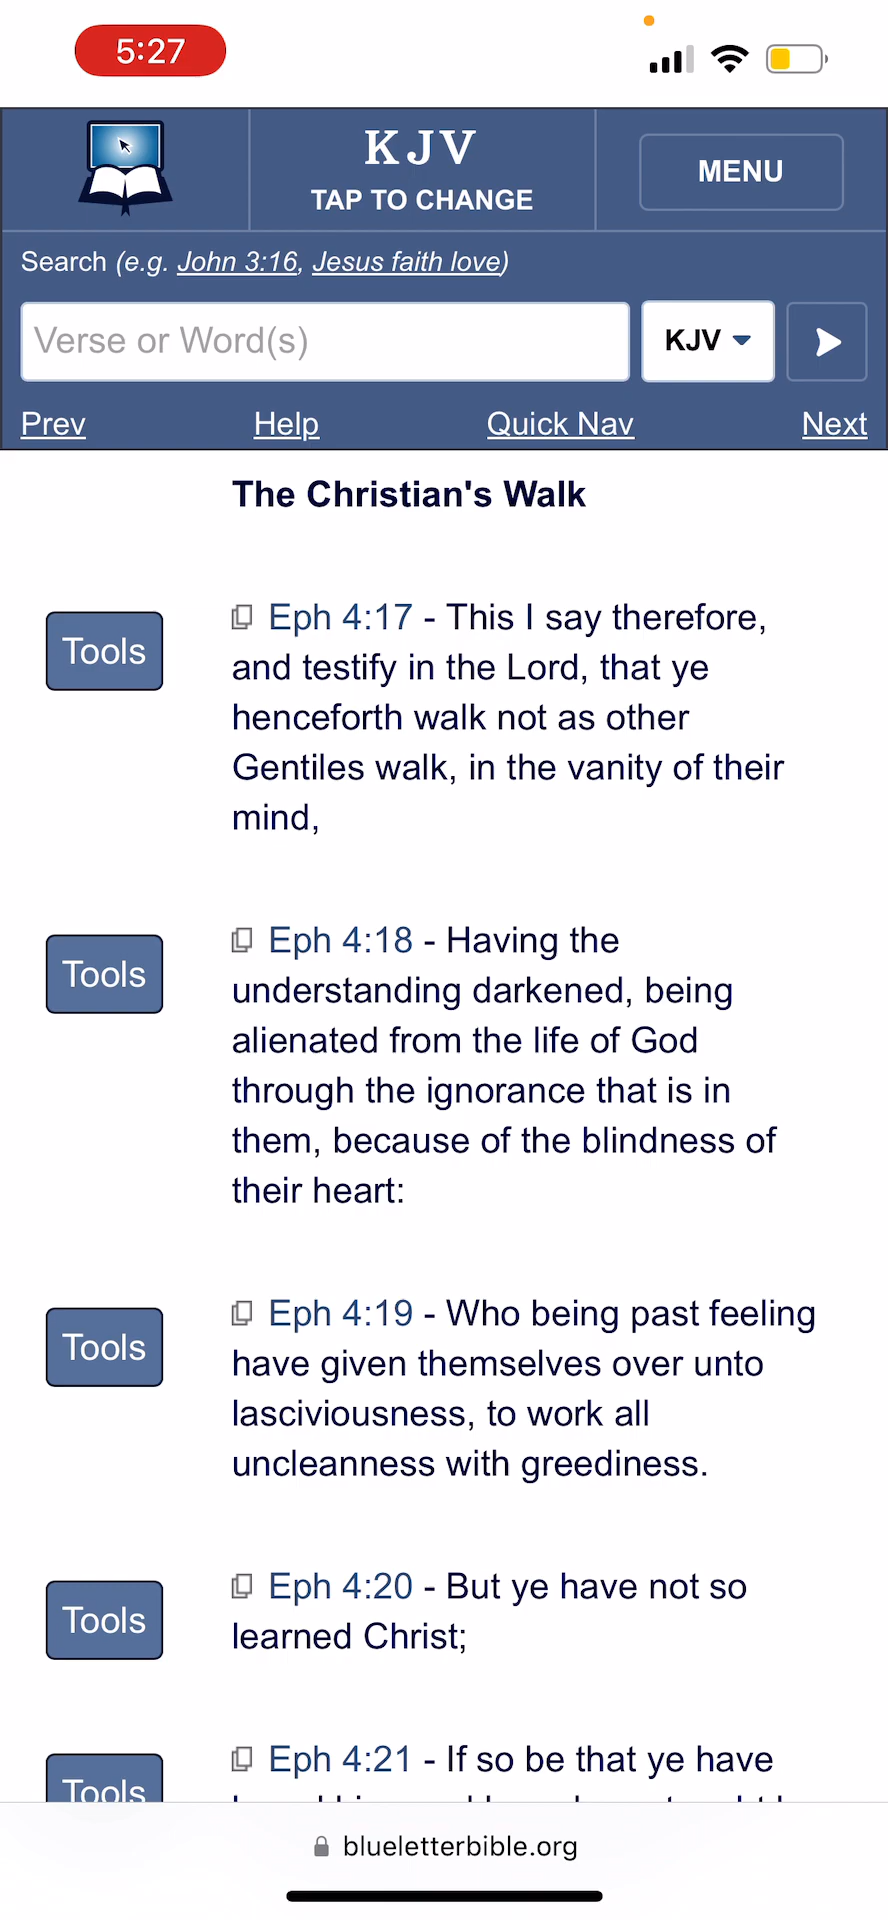 5:27
KJV
TAP TO CHANGE
MENU
Search (e.g. John 3:16, Jesus faith love)
Verse or Word(s)
KJV
Prev Help Quick Nav Next
The Christian's Walk
Tools
Eph 4:17 - This I say therefore,
and testify in the Lord, that ye
henceforth walk not as other
Gentiles walk, in the vanity of their
mind,
Tools
Eph 4:18 - Having the
understanding darkened, being
alienated from the life of God
through the ignorance that is in
them, because of the blindness of
their heart:
Tools
Eph 4:19 - Who being past feeling
have given themselves over unto
lasciviousness, to work all
uncleanness with greediness.
Tools
Eph 4:20 - But ye have not so
learned Christ;
Tools
Eph 4:21 - If so be that ye have
blueletterbible.org